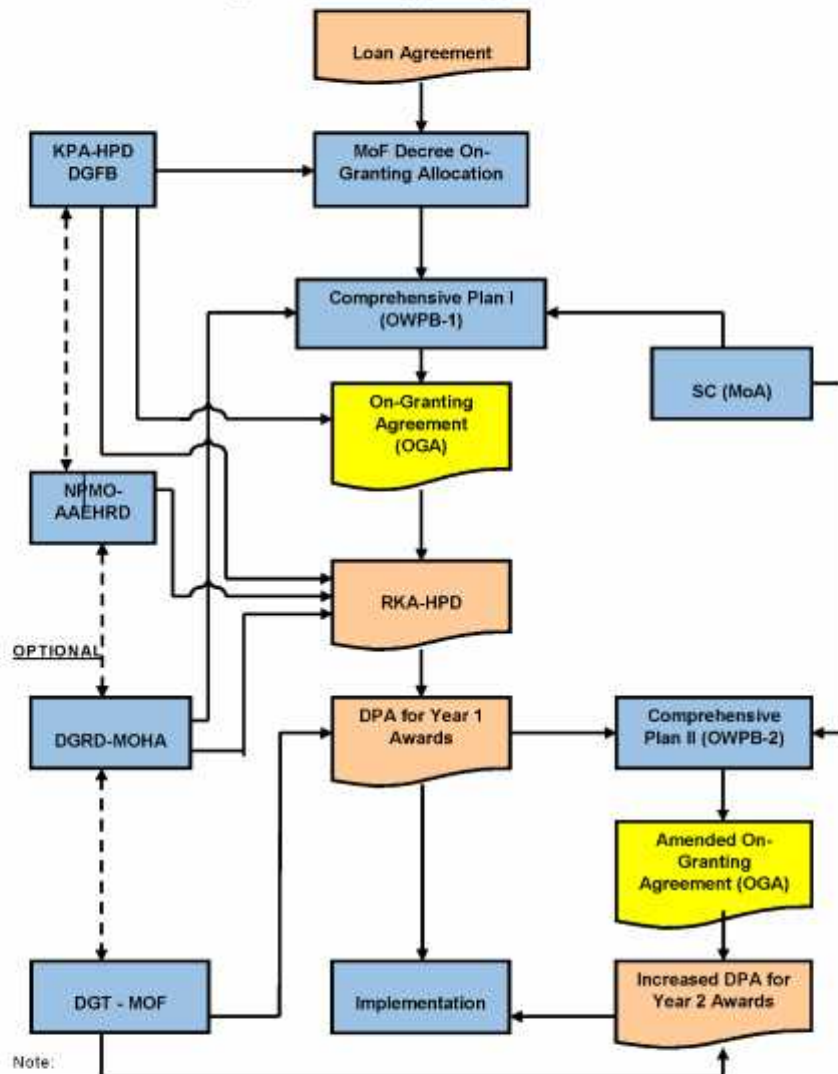 Loan Agreement
KPA-HPD
DGFB
MoF Decree On-
Granting Allocation
Comprehensive Plan I
(OWPB-1)
SC (MoA)
On-Granting
Agreement
(OGA)
NPMO-
AAEHRD
RKA-HPD
OPTIONAL
DGRD-MOHA
DPA for Year 1
Awards
Comprehensive
Plan II (OWPB-2)
Amended On-
Granting
Agreement (OGA)
DGT - MOF
Implementation
Increased DPA for
Year 2 Awards
Note: